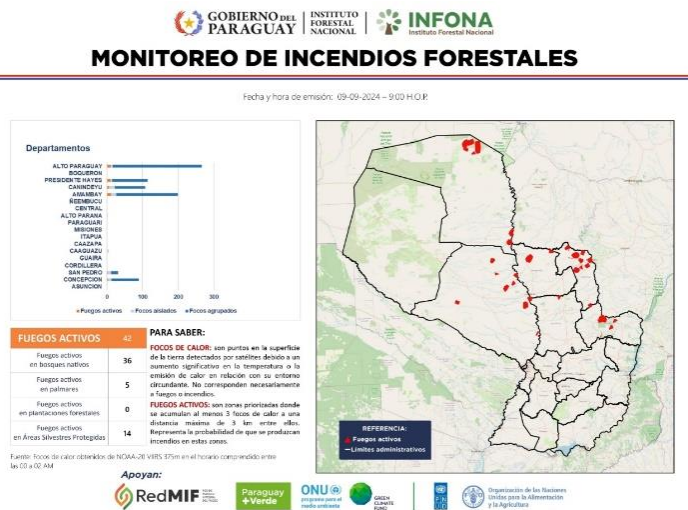 GOBIERNO DEL
PARAGUAY
INSTITUTO
FORESTAL
NACIONAL
INFONA
Instituto Forestal Nacional
MONITOREO DE INCENDIOS FORESTALES
Fecha y hora de emisión: 09-09-2024 – 9:00 H.O.P.
Departamentos
ALTO PARAGUAY
BOQUERON
PRESIDENTE HAYES
CANINDEYU
AMAMBAY
ÑEEMBUCU
CENTRAL
ALTO PARANA
PARAGUARI
MISIONES
ITAPUA
CAAZAPA
CAAGUAZU
GUAIRA
CORDILLERA
SAN PEDRO
CONCEPCION
ASUNCION
0 100 200 300
Fuegos activos Focos aislados Focos agrupados
FUEGOS ACTIVOS 42
Fuegos activos
en bosques nativos 36
Fuegos activos
en palmares 5
Fuegos activos
en plantaciones forestales 0
Fuegos activos
en Áreas Silvestres Protegidas 14
PARA SABER:
FOCOS DE CALOR: son puntos en la superficie
de la tierra detectados por satélites debido a un
aumento significativo en la temperatura o la
emisión de calor en relación con su entorno
circundante. No corresponden necesariamente
a fuegos o incendios.
FUEGOS ACTIVOS: son zonas priorizadas donde
se acumulan al menos 3 focos de calor a una
distancia máxima de 3 km entre ellos.
Representa la probabilidad de que se produzcan
incendios en estas zonas.
Fuente: Focos de calor obtenidos de NOAA-20 VIIRS 375m en el horario comprendido entre
las 00 a 02 AM
REFERENCIA:
Fuegos activos
Límites administrativos
Apoyan:
RedMIF
Paraguay
+Verde
ONU
programa para el
medio ambiente
GREEN
CLIMATE
FUND
PNUD
Organización de las Naciones
Unidas para la Alimentación
y la Agricultura